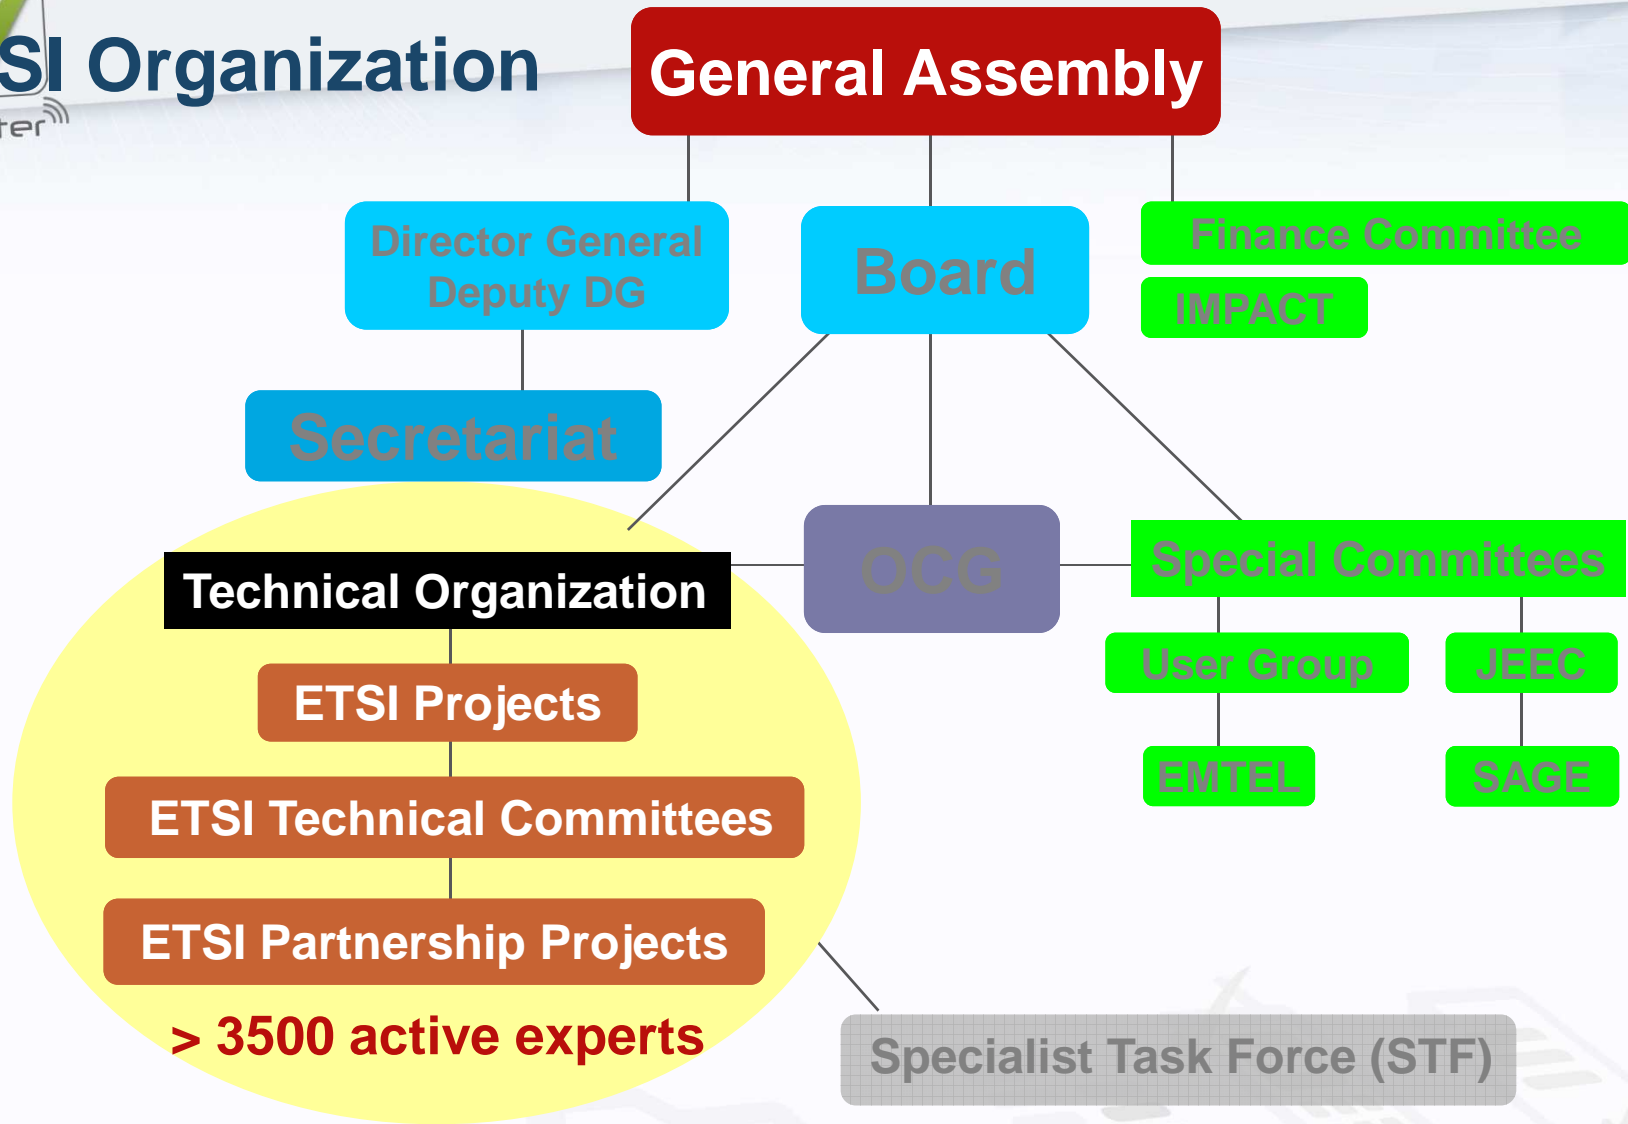 SI Organization
General Assembly
ter
Director General
Deputy DG
Board
Finance Committee
IMPACT
Secretariat
OCG
Special Committees
Technical Organization
User Group
JEEC
ETSI Projects
EMTEL
SAGE
ETSI Technical Committees
ETSI Partnership Projects
> 3500 active experts
Specialist Task Force (STF)